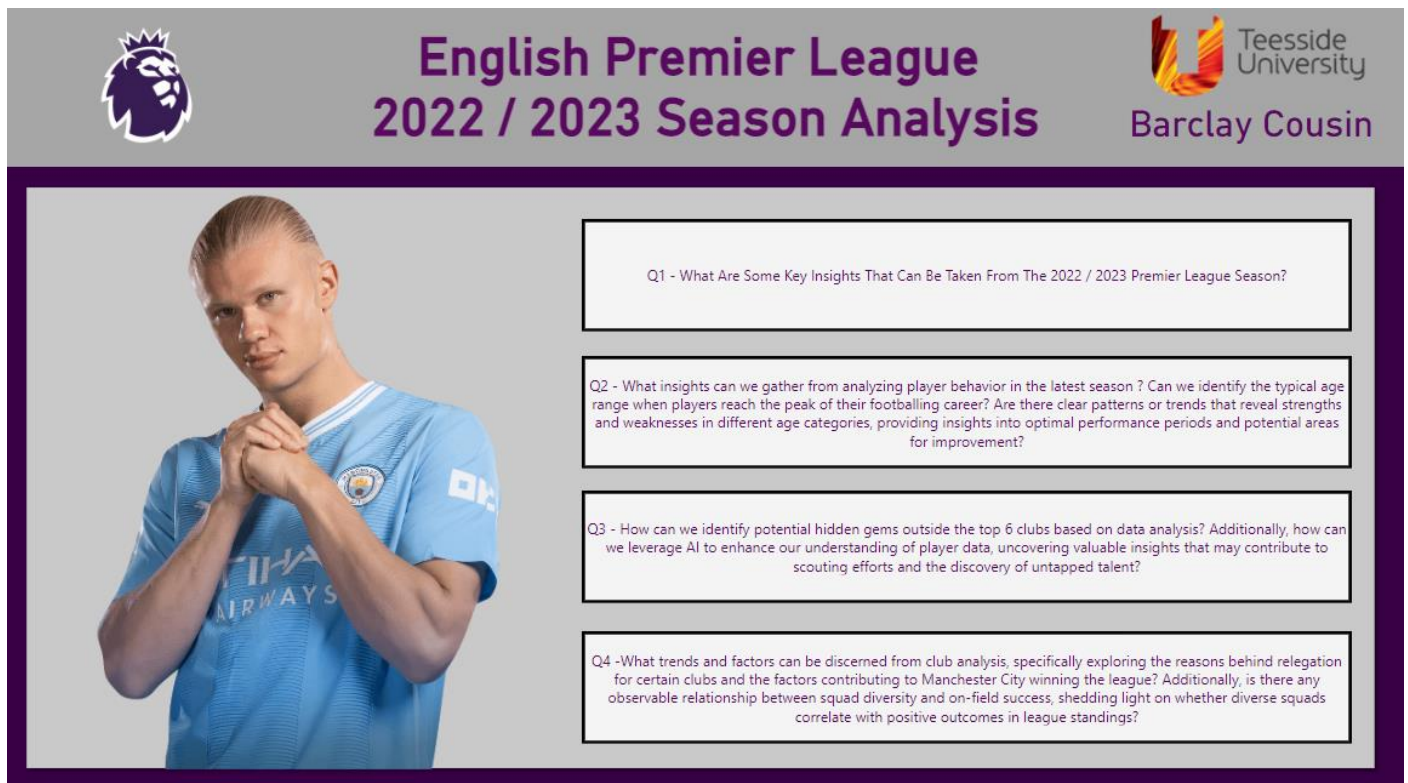 English Premier League
2022 / 2023 Season Analysis
Teesside
University
Barclay Cousin
Q1 - What Are Some Key Insights That Can Be Taken From The 2022 / 2023 Premier League Season?
Q2 - What insights can we gather from analyzing player behavior in the latest season ? Can we identify the typical age
range when players reach the peak of their footballing career? Are there clear patterns or trends that reveal strengths
and weaknesses in different age categories, providing insights into optimal performance periods and potential areas
for improvement?
Q3 - How can we identify potential hidden gems outside the top 6 clubs based on data analysis? Additionally, how can
we leverage AI to enhance our understanding of player data, uncovering valuable insights that may contribute to
scouting efforts and the discovery of untapped talent?
Q4 -What trends and factors can be discerned from club analysis, specifically exploring the reasons behind relegation
for certain clubs and the factors contributing to Manchester City winning the league? Additionally, is there any
observable relationship between squad diversity and on-field success, shedding light on whether diverse squads
correlate with positive outcomes in league standings?
AIRWAYS